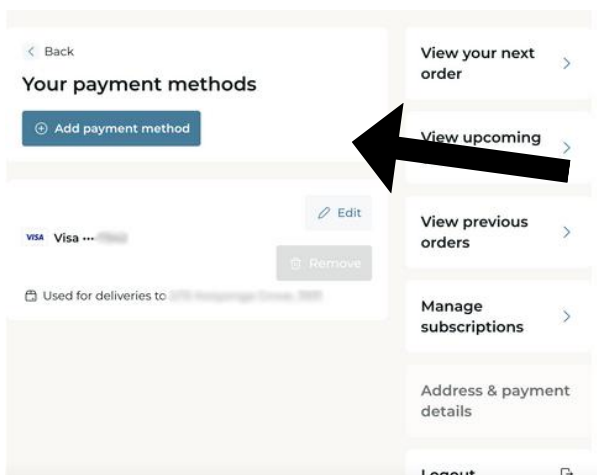 Back
Your payment methods
Add payment method
VISA Visa ...
Edit
Remove
Used for deliveries to
View your next
order
View upcoming
View previous
orders
Manage
subscriptions
Address & payment
details
Logout